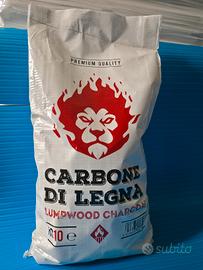 PREMIUM QUALITY
CARBONE
DI LEGNA
LUMPWOOD CHARCOAL
10 ℮
subito